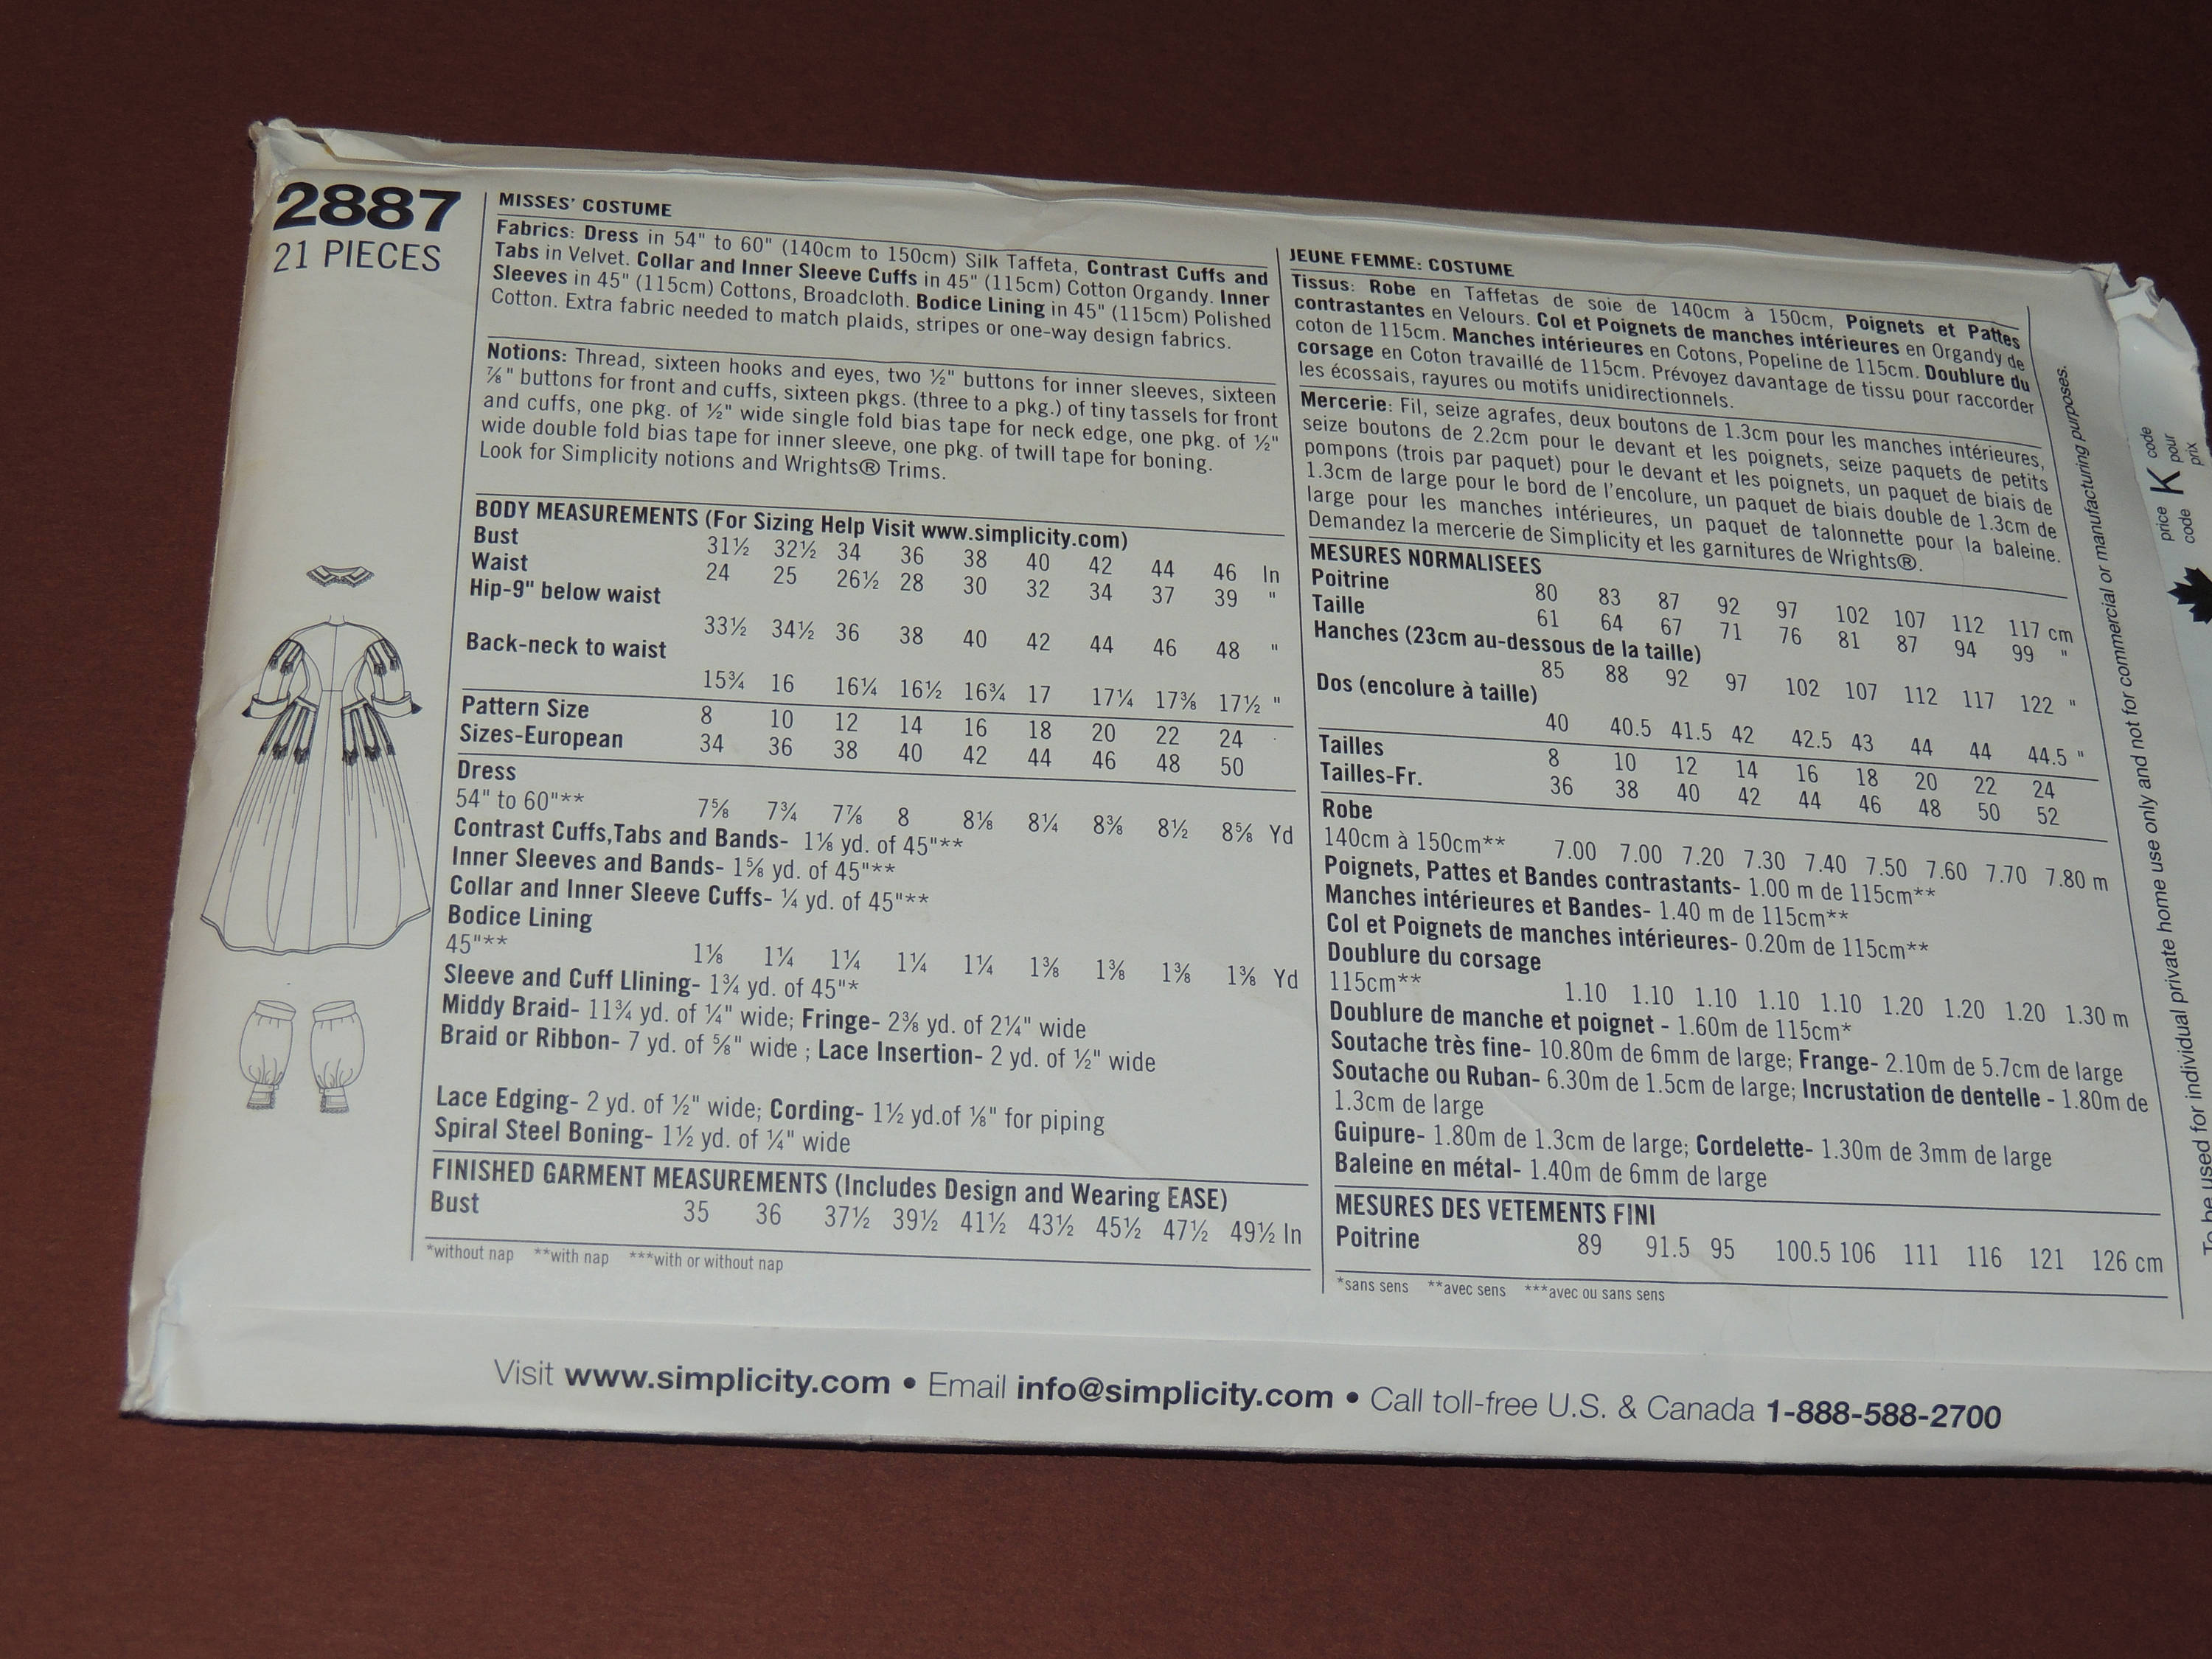 2887
21 PIECES
MISSES' COSTUME
Fabrics: Dress in 54" to 60" (140cm to 150cm) Silk Taffeta, Contrast Cuffs and
Tabs in Velvet. Collar and Inner Sleeve Cuffs in 45" (115cm) Cotton Organdy. Inner
Sleeves in 45" (115cm) Cottons, Broadcloth. Bodice Lining in 45" (115cm) Polished
Cotton. Extra fabric needed to match plaids, stripes or one-way design fabrics.
Notions: Thread, sixteen hooks and eyes, two ½" buttons for inner sleeves, sixteen
⅞" buttons for front and cuffs, sixteen pkgs. (three to a pkg.) of tiny tassels for front
and cuffs, one pkg. of ½" wide single fold bias tape for neck edge, one pkg. of ½"
wide double fold bias tape for inner sleeve, one pkg. of twill tape for boning.
Look for Simplicity notions and Wrights® Trims.
BODY MEASUREMENTS (For Sizing Help Visit www.simplicity.com)
Bust 31½ 32½ 34 36 38 40 42 44 46 In
Waist 24 25 26½ 28 30 32 34 37 39 "
Hip-9" below waist
33½ 34½ 36 38 40 42 44 46 48 "
Back-neck to waist
15¾ 16 16¼ 16½ 16¾ 17 17¼ 17⅜ 17½ "
Pattern Size 8 10 12 14 16 18 20 22 24
Sizes-European 34 36 38 40 42 44 46 48 50
Dress
54" to 60"** 7⅝ 7¾ 7⅞ 8 8⅛ 8¼ 8⅜ 8½ 8⅝ Yd
Contrast Cuffs,Tabs and Bands- 1⅛ yd. of 45"**
Inner Sleeves and Bands- 1⅝ yd. of 45"**
Collar and Inner Sleeve Cuffs- ¼ yd. of 45"**
Bodice Lining
45"** 1⅛ 1¼ 1¼ 1¼ 1¼ 1⅜ 1⅜ 1⅜ 1⅜ Yd
Sleeve and Cuff Llining- 1¾ yd. of 45"*
Middy Braid- 11¾ yd. of ¼" wide; Fringe- 2⅜ yd. of 2¼" wide
Braid or Ribbon- 7 yd. of ⅝" wide ; Lace Insertion- 2 yd. of ½" wide
Lace Edging- 2 yd. of ½" wide; Cording- 1½ yd.of ⅛" for piping
Spiral Steel Boning- 1½ yd. of ¼" wide
FINISHED GARMENT MEASUREMENTS (Includes Design and Wearing EASE)
Bust 35 36 37½ 39½ 41½ 43½ 45½ 47½ 49½ In
*without nap **with nap ***with or without nap
JEUNE FEMME: COSTUME
Tissus: Robe en Taffetas de soie de 140cm à 150cm, Poignets et Pattes
contrastantes en Velours. Col et Poignets de manches intérieures en Organdy de
coton de 115cm. Manches intérieures en Cotons, Popeline de 115cm. Doublure du
corsage en Coton travaillé de 115cm. Prévoyez davantage de tissu pour raccorder
les écossais, rayures ou motifs unidirectionnels.
Mercerie: Fil, seize agrafes, deux boutons de 1.3cm pour les manches intérieures,
seize boutons de 2.2cm pour le devant et les poignets, seize paquets de petits
pompons (trois par paquet) pour le devant et les poignets, un paquet de biais de
1.3cm de large pour le bord de l'encolure, un paquet de biais double de 1.3cm de
large pour les manches intérieures, un paquet de talonnette pour la baleine.
Demandez la mercerie de Simplicity et les garnitures de Wrights®.
MESURES NORMALISEES
Poitrine 80 83 87 92 97 102 107 112 117 cm
Taille 61 64 67 71 76 81 87 94 99 "
Hanches (23cm au-dessous de la taille)
85 88 92 97 102 107 112 117 122 "
Dos (encolure à taille)
40 40.5 41.5 42 42.5 43 44 44 44.5 "
Tailles 8 10 12 14 16 18 20 22 24
Tailles-Fr. 36 38 40 42 44 46 48 50 52
Robe
140cm à 150cm** 7.00 7.00 7.20 7.30 7.40 7.50 7.60 7.70 7.80 m
Poignets, Pattes et Bandes contrastants- 1.00 m de 115cm**
Manches intérieures et Bandes- 1.40 m de 115cm**
Col et Poignets de manches intérieures- 0.20m de 115cm**
Doublure du corsage
115cm** 1.10 1.10 1.10 1.10 1.10 1.20 1.20 1.20 1.30 m
Doublure de manche et poignet - 1.60m de 115cm*
Soutache très fine- 10.80m de 6mm de large; Frange- 2.10m de 5.7cm de large
Soutache ou Ruban- 6.30m de 1.5cm de large; Incrustation de dentelle - 1.80m de
1.3cm de large
Guipure- 1.80m de 1.3cm de large; Cordelette- 1.30m de 3mm de large
Baleine en métal- 1.40m de 6mm de large
MESURES DES VETEMENTS FINI
Poitrine 89 91.5 95 100.5 106 111 116 121 126 cm
*sans sens **avec sens ***avec ou sans sens
To be used for individual private home use only and not for commercial or manufacturing purposes.
price code K code pour prix
Visit www.simplicity.com • Email info@simplicity.com • Call toll-free U.S. & Canada 1-888-588-2700